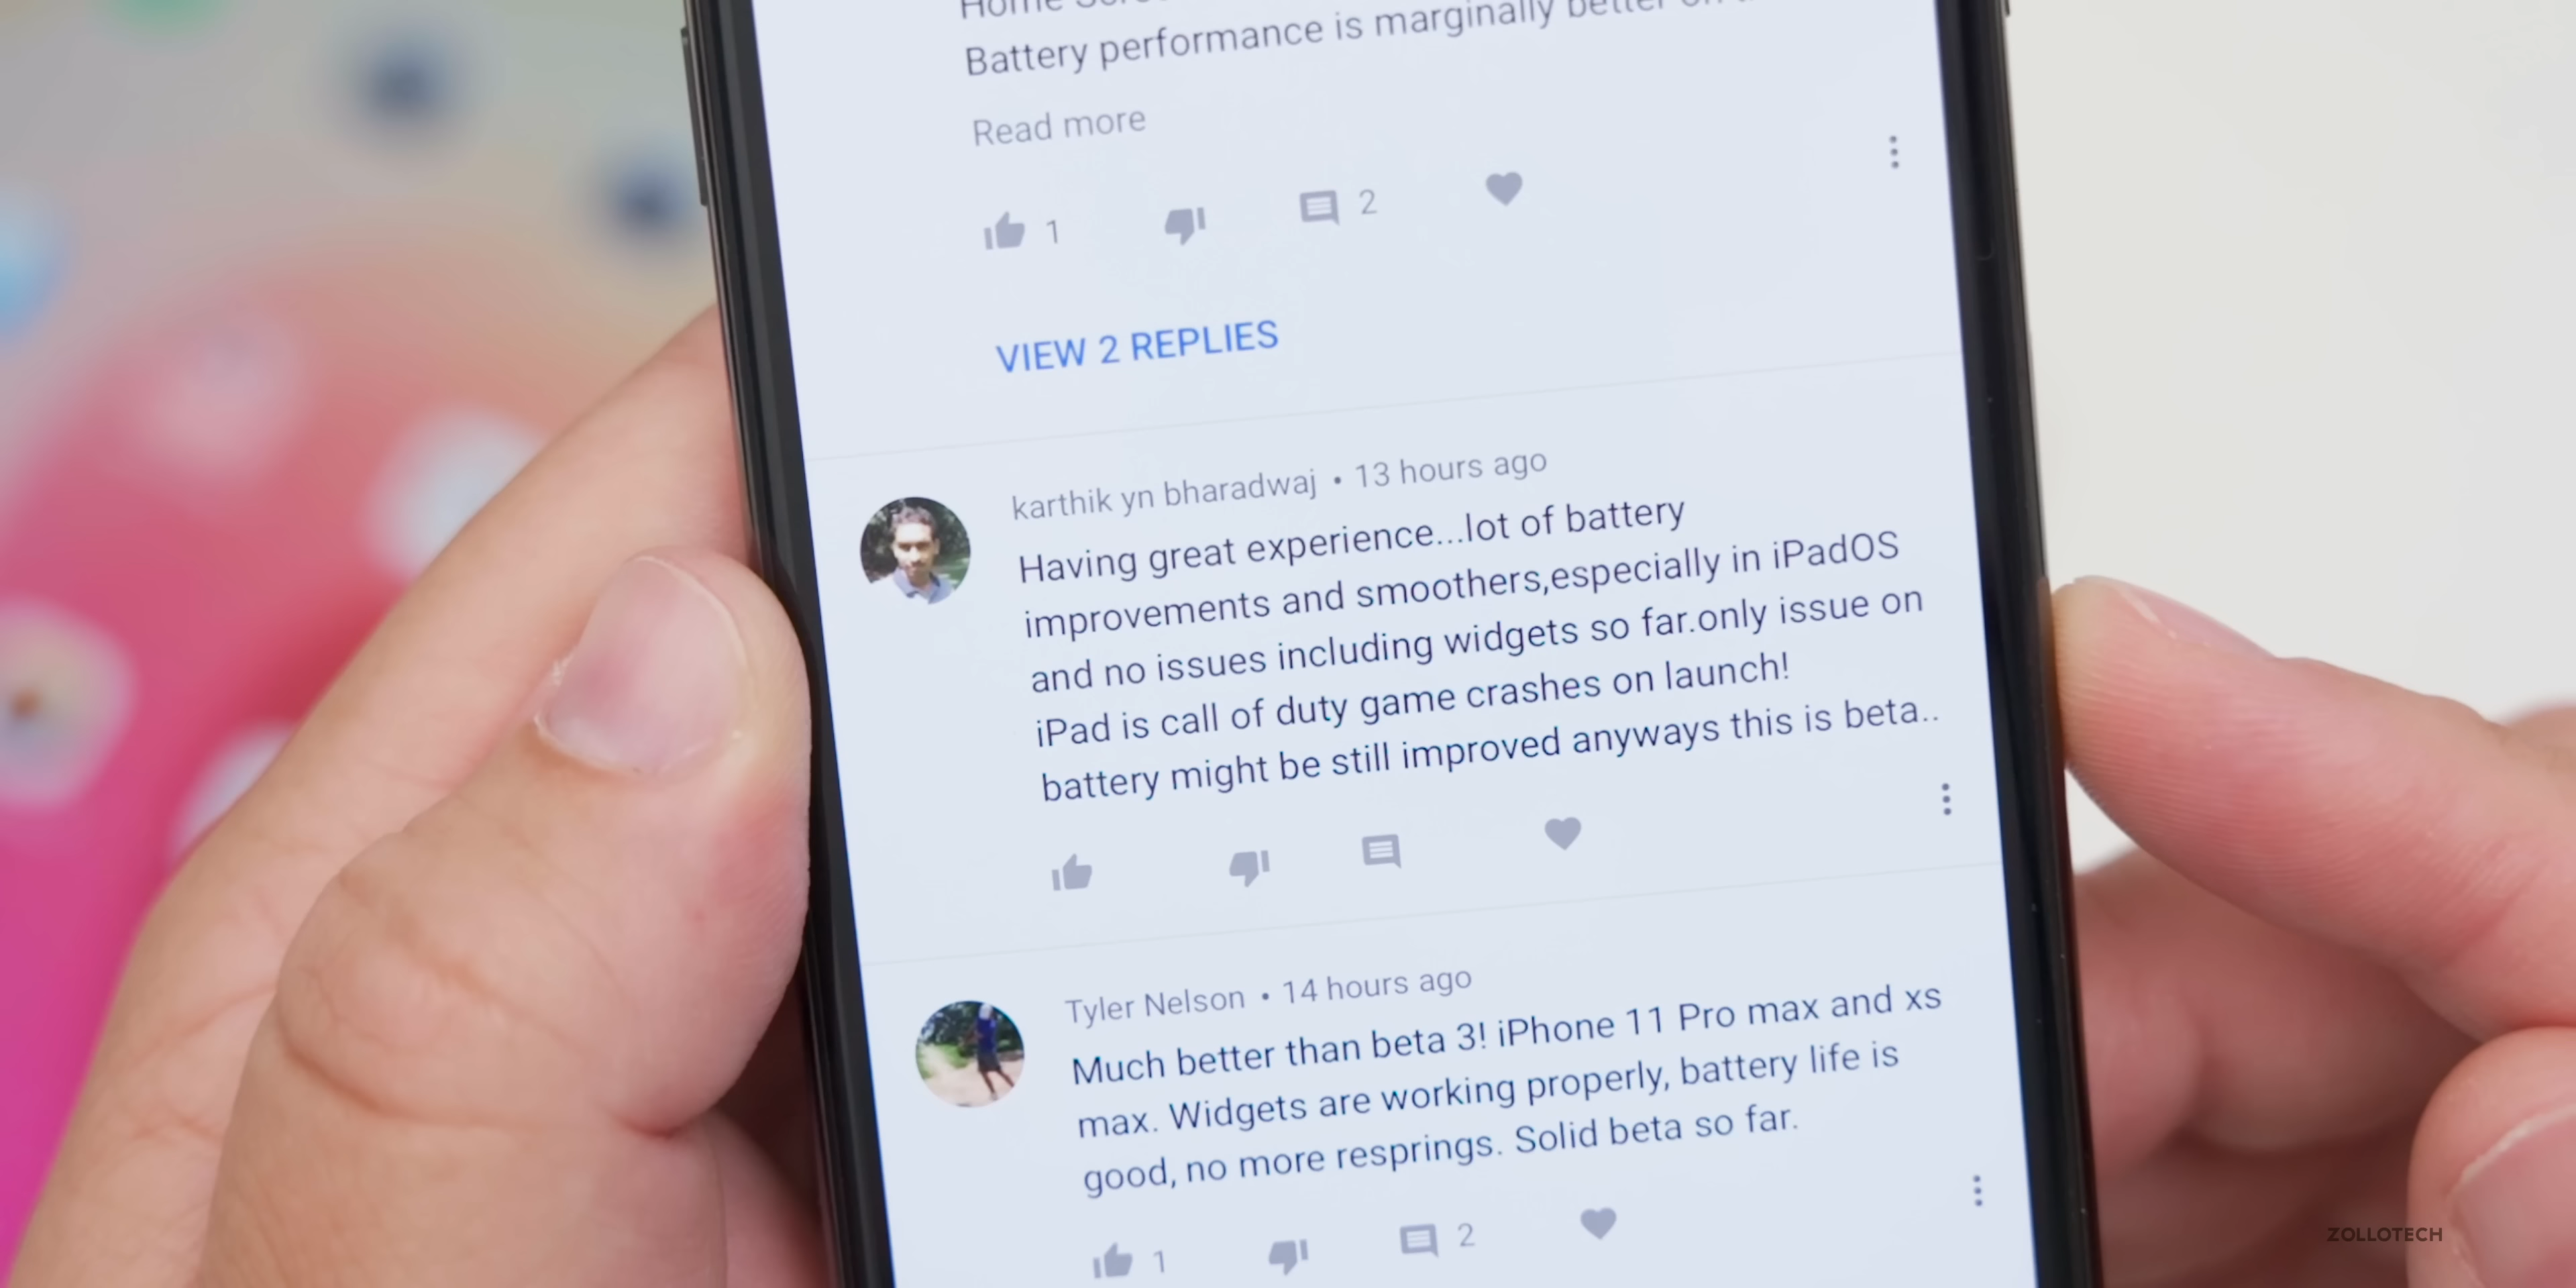 Battery performance is marginally better
Read more
1
2
VIEW 2 REPLIES
karthik yn bharadwaj • 13 hours ago
Having great experience...lot of battery
improvements and smoothers,especially in iPadOS
and no issues including widgets so far.only issue on
iPad is call of duty game crashes on launch!
battery might be still improved anyways this is beta..
Tyler Nelson • 14 hours ago
Much better than beta 3! iPhone 11 Pro max and xs
max. Widgets are working properly, battery life is
good, no more resprings. Solid beta so far.
1
2
ZOLLOTECH